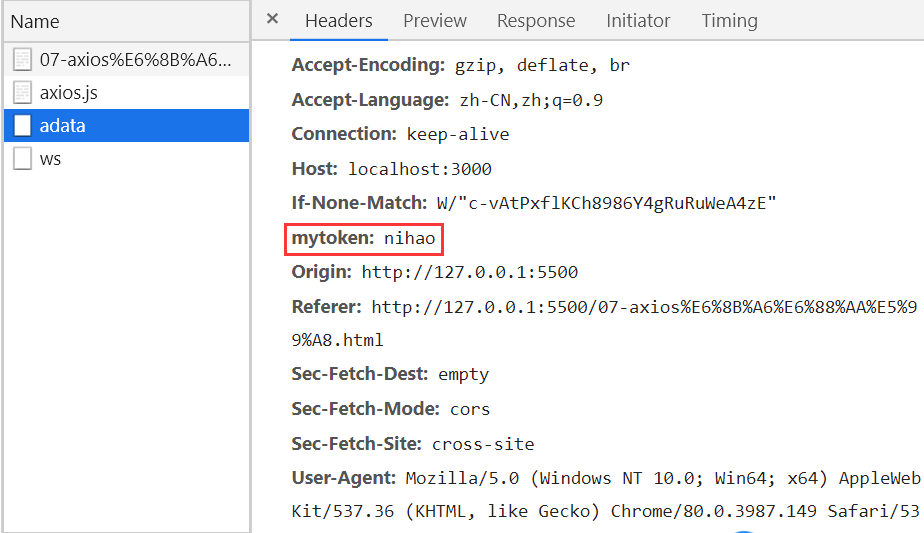 Name
07-axios%E6%8B%A6...
axios.js
adata
ws
× Headers Preview Response Initiator Timing
Accept-Encoding: gzip, deflate, br
Accept-Language: zh-CN,zh;q=0.9
Connection: keep-alive
Host: localhost:3000
If-None-Match: W/"c-vAtPxflKCh8986Y4gRuRuWeA4zE"
mytoken: nihao
Origin: http://127.0.0.1:5500
Referer: http://127.0.0.1:5500/07-axios%E6%8B%A6%E6%88%AA%E5%9
9%A8.html
Sec-Fetch-Dest: empty
Sec-Fetch-Mode: cors
Sec-Fetch-Site: cross-site
User-Agent: Mozilla/5.0 (Windows NT 10.0; Win64; x64) AppleWeb
Kit/537.36 (KHTML, like Gecko) Chrome/80.0.3987.149 Safari/53